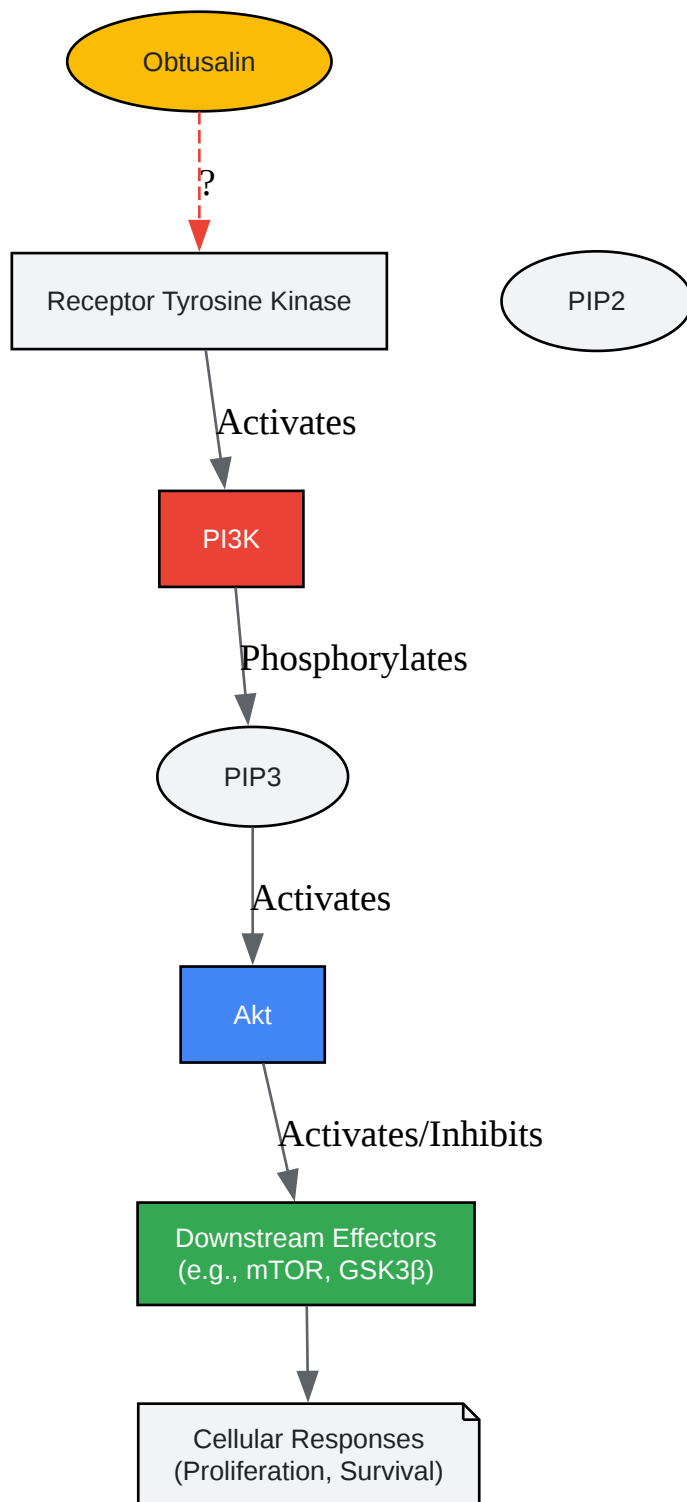 Obtusalin
?
Receptor Tyrosine Kinase
PIP2
Activates
PI3K
Phosphorylates
PIP3
Activates
Akt
Activates/Inhibits
Downstream Effectors
(e.g., mTOR, GSK3β)
Cellular Responses
(Proliferation, Survival)